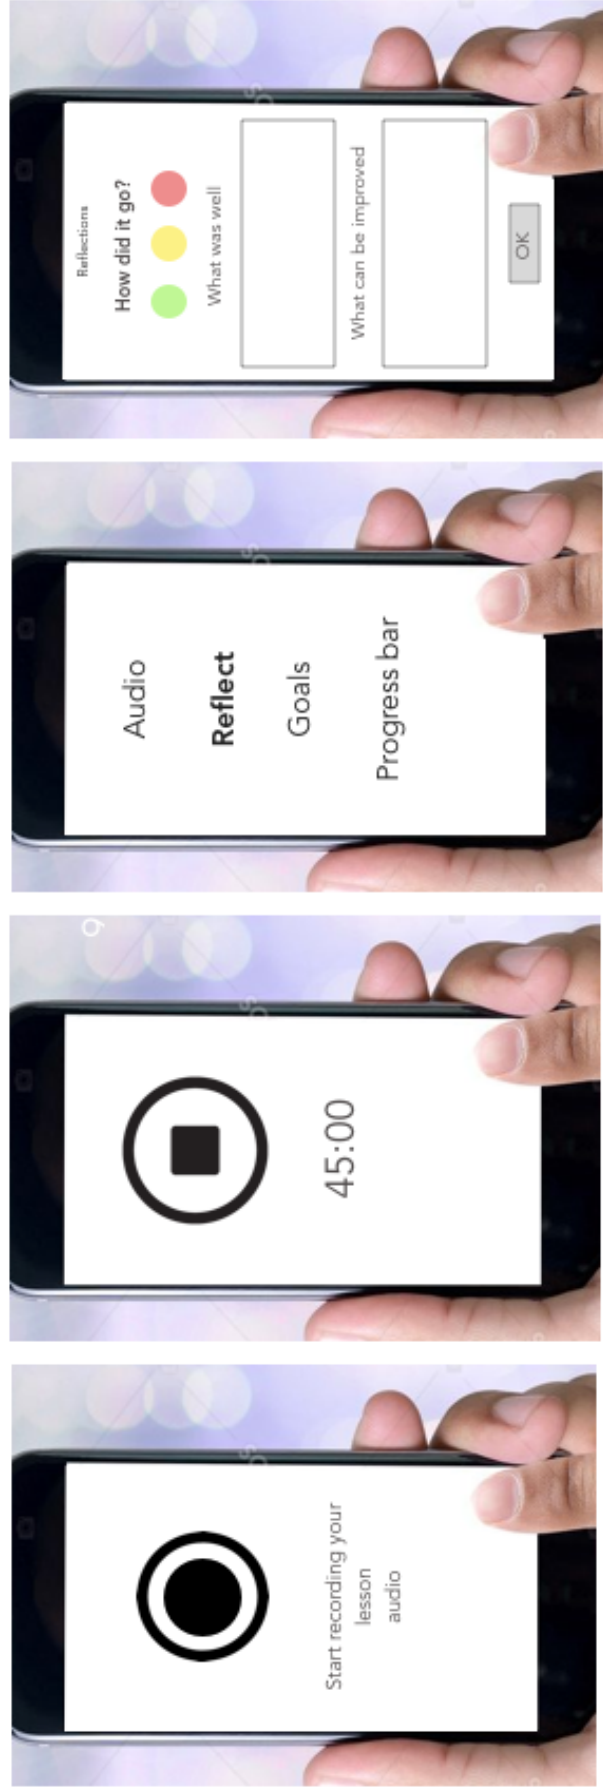 Start recording your
lesson
audio
45:00
Audio
Reflect
Goals
Progress bar
Reflections
How did it go?
What was well
What can be improved
OK